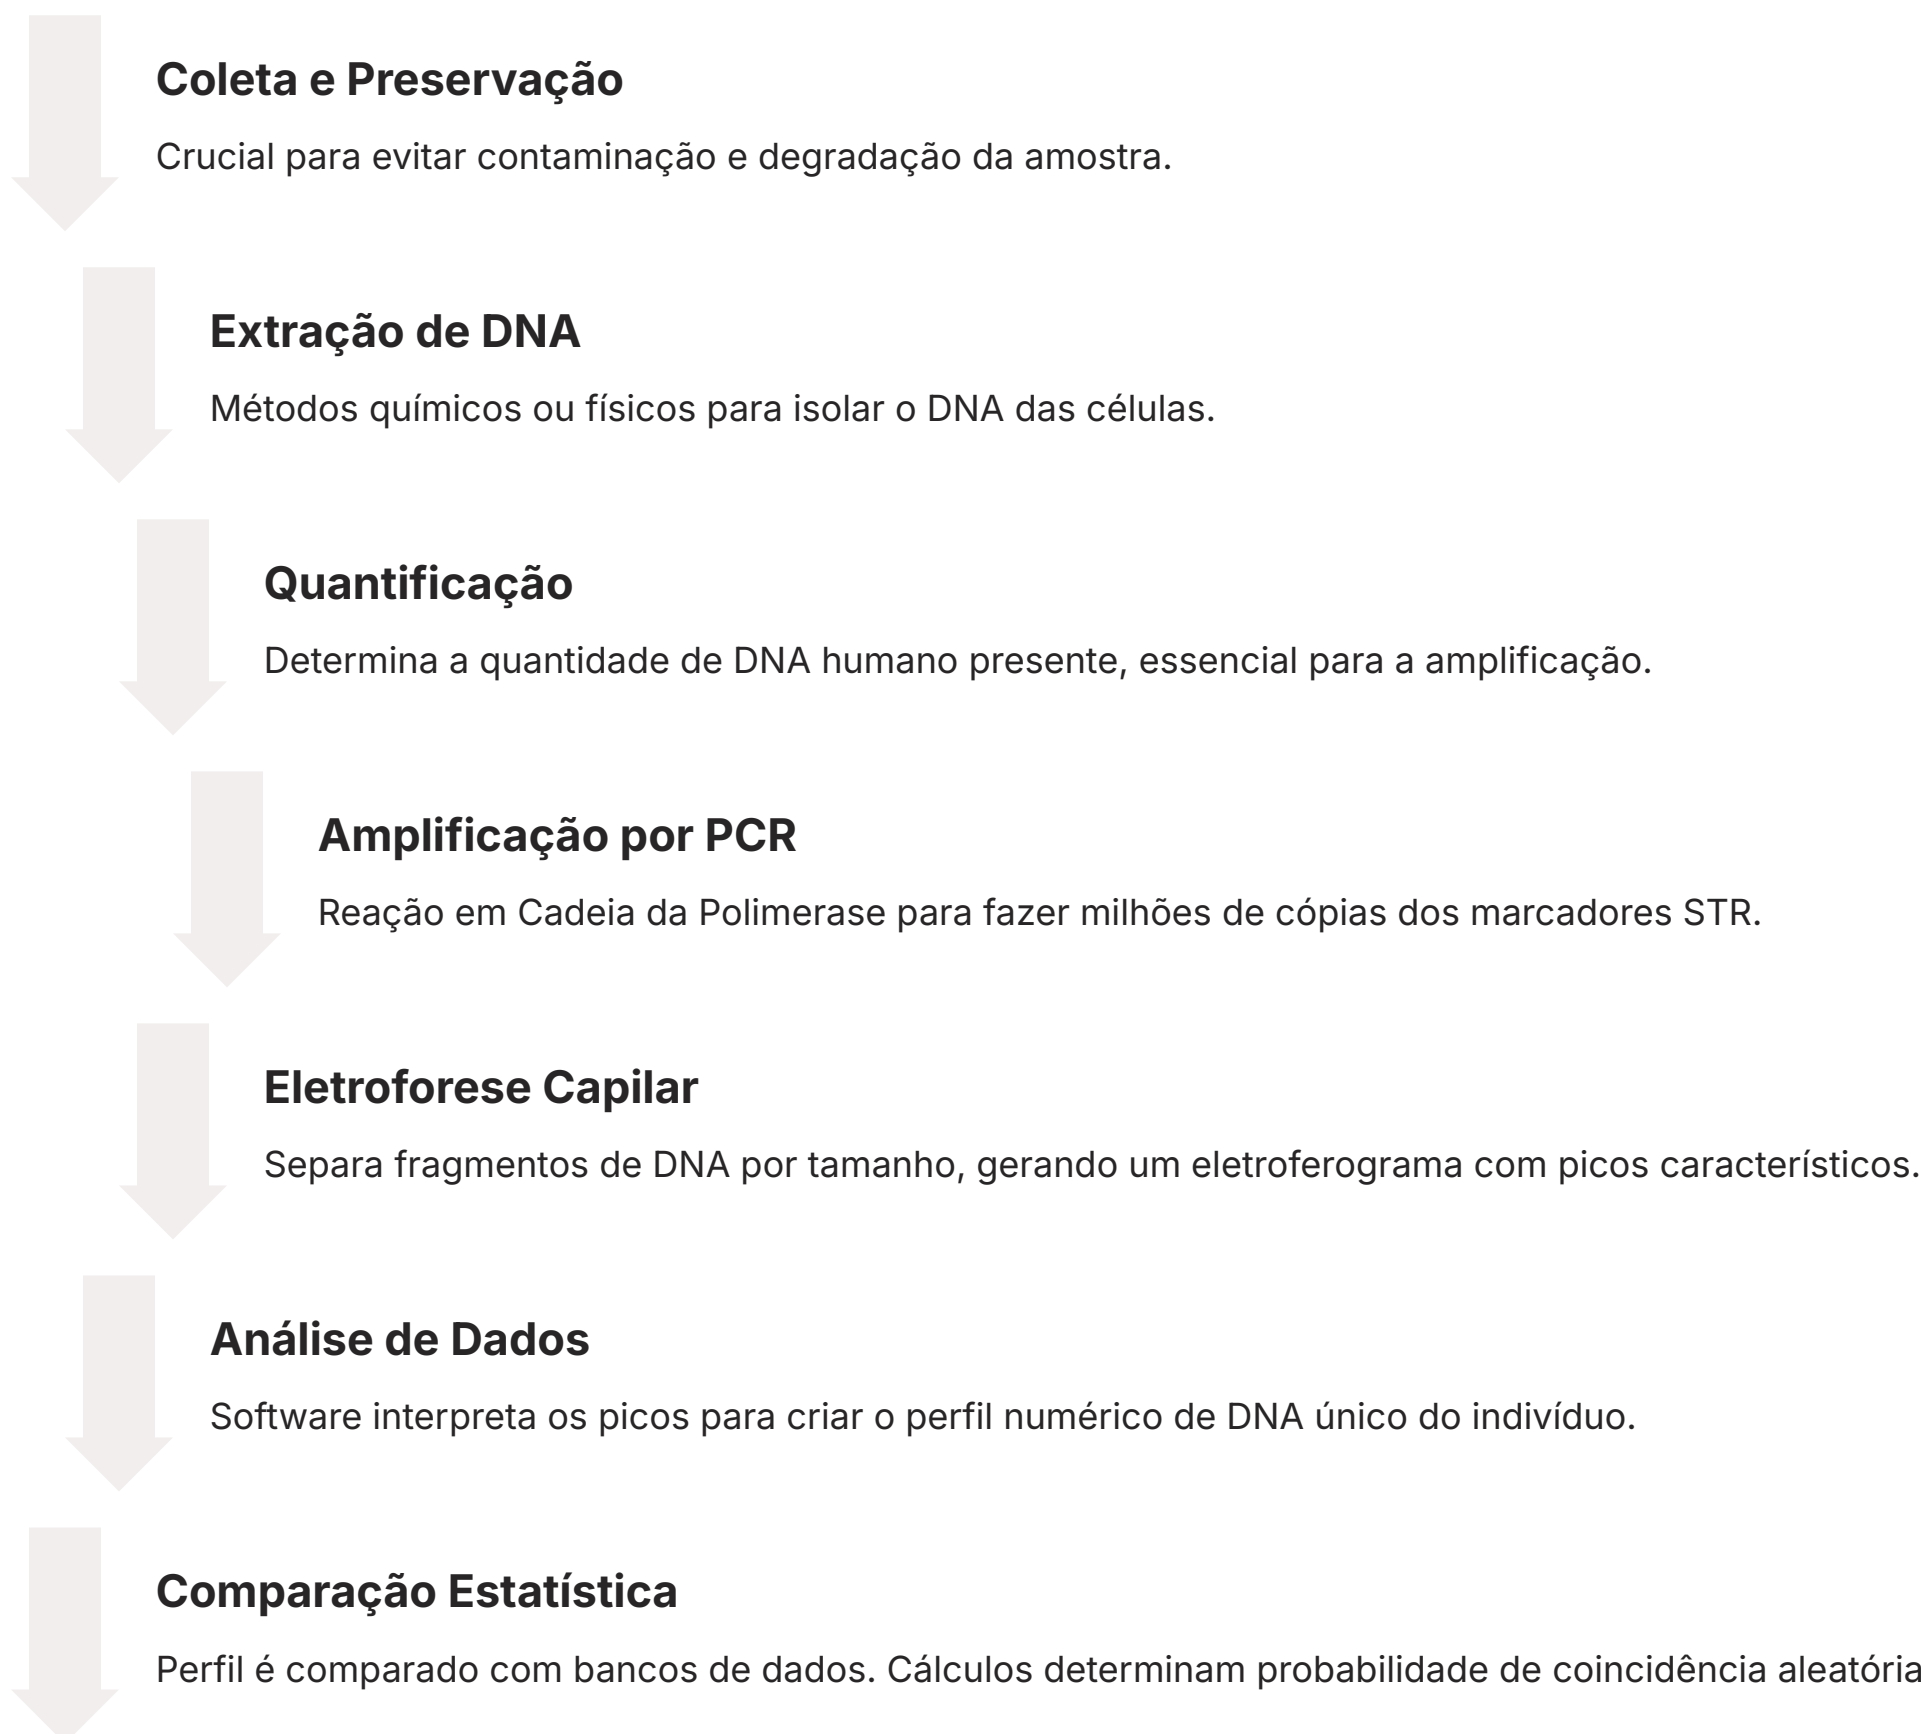 Coleta e Preservação
Crucial para evitar contaminação e degradação da amostra.
Extração de DNA
Métodos químicos ou físicos para isolar o DNA das células.
Quantificação
Determina a quantidade de DNA humano presente, essencial para a amplificação.
Amplificação por PCR
Reação em Cadeia da Polimerase para fazer milhões de cópias dos marcadores STR.
Eletroforese Capilar
Separa fragmentos de DNA por tamanho, gerando um eletroferograma com picos característicos.
Análise de Dados
Software interpreta os picos para criar o perfil numérico de DNA único do indivíduo.
Comparação Estatística
Perfil é comparado com bancos de dados. Cálculos determinam probabilidade de coincidência aleatória